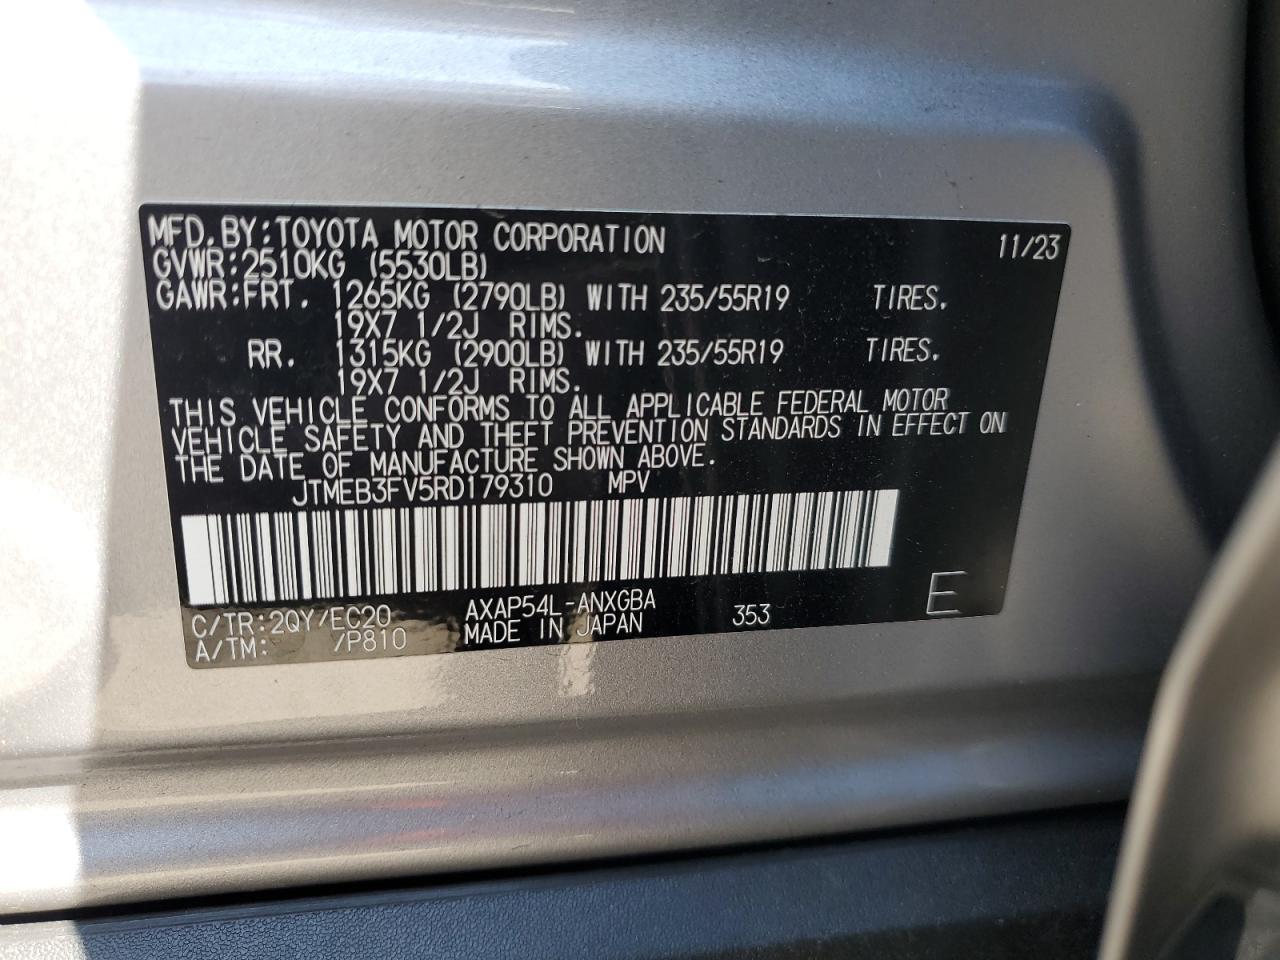 MFD.BY:TOYOTA MOTOR CORPORATION 11/23
GVWR:2510KG (5530LB)
GAWR:FRT. 1265KG (2790LB) WITH 235/55R19 TIRES.
19X7 1/2J RIMS.
RR. 1315KG (2900LB) WITH 235/55R19 TIRES.
19X7 1/2J RIMS.
THIS VEHICLE CONFORMS TO ALL APPLICABLE FEDERAL MOTOR
VEHICLE SAFETY AND THEFT PREVENTION STANDARDS IN EFFECT ON
THE DATE OF MANUFACTURE SHOWN ABOVE.
JTMEB3FV5RD179310 MPV
C/TR:2QY/EC20 AXAP54L-ANXGBA 353 E
A/TM: /P810 MADE IN JAPAN